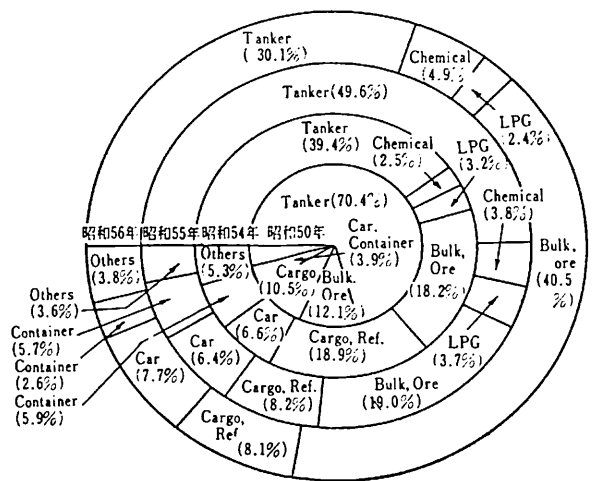 Tanker
(30.1%)
Chemical
(4.9%)
LPG
(2.4%)
Tanker(49.6%)
Tanker
(39.4%)
Chemical
(2.5%)
LPG
(3.2%)
Chemical
(3.8%)
Tanker(70.4%)
Car,
Container
(3.9%)
昭和56年
昭和55年
昭和54年
昭和50年
Others
(3.8%)
Others
(5.3%)
Cargo,
(10.5%)
Bulk.
Ore
(12.1%)
Bulk,
Ore
(18.2%)
Bulk,
ore
(40.5
%)
Others
(3.6%)
Container
(5.7%)
Container
(2.6%)
Container
(5.9%)
Car
(7.7%)
Car
(6.4%)
Car
(6.6%)
Cargo, Ref.
(18.9%)
LPG
(3.7%)
Cargo, Ref.
(8.2%)
Bulk, Ore
(19.0%)
Cargo,
Ref
(8.1%)